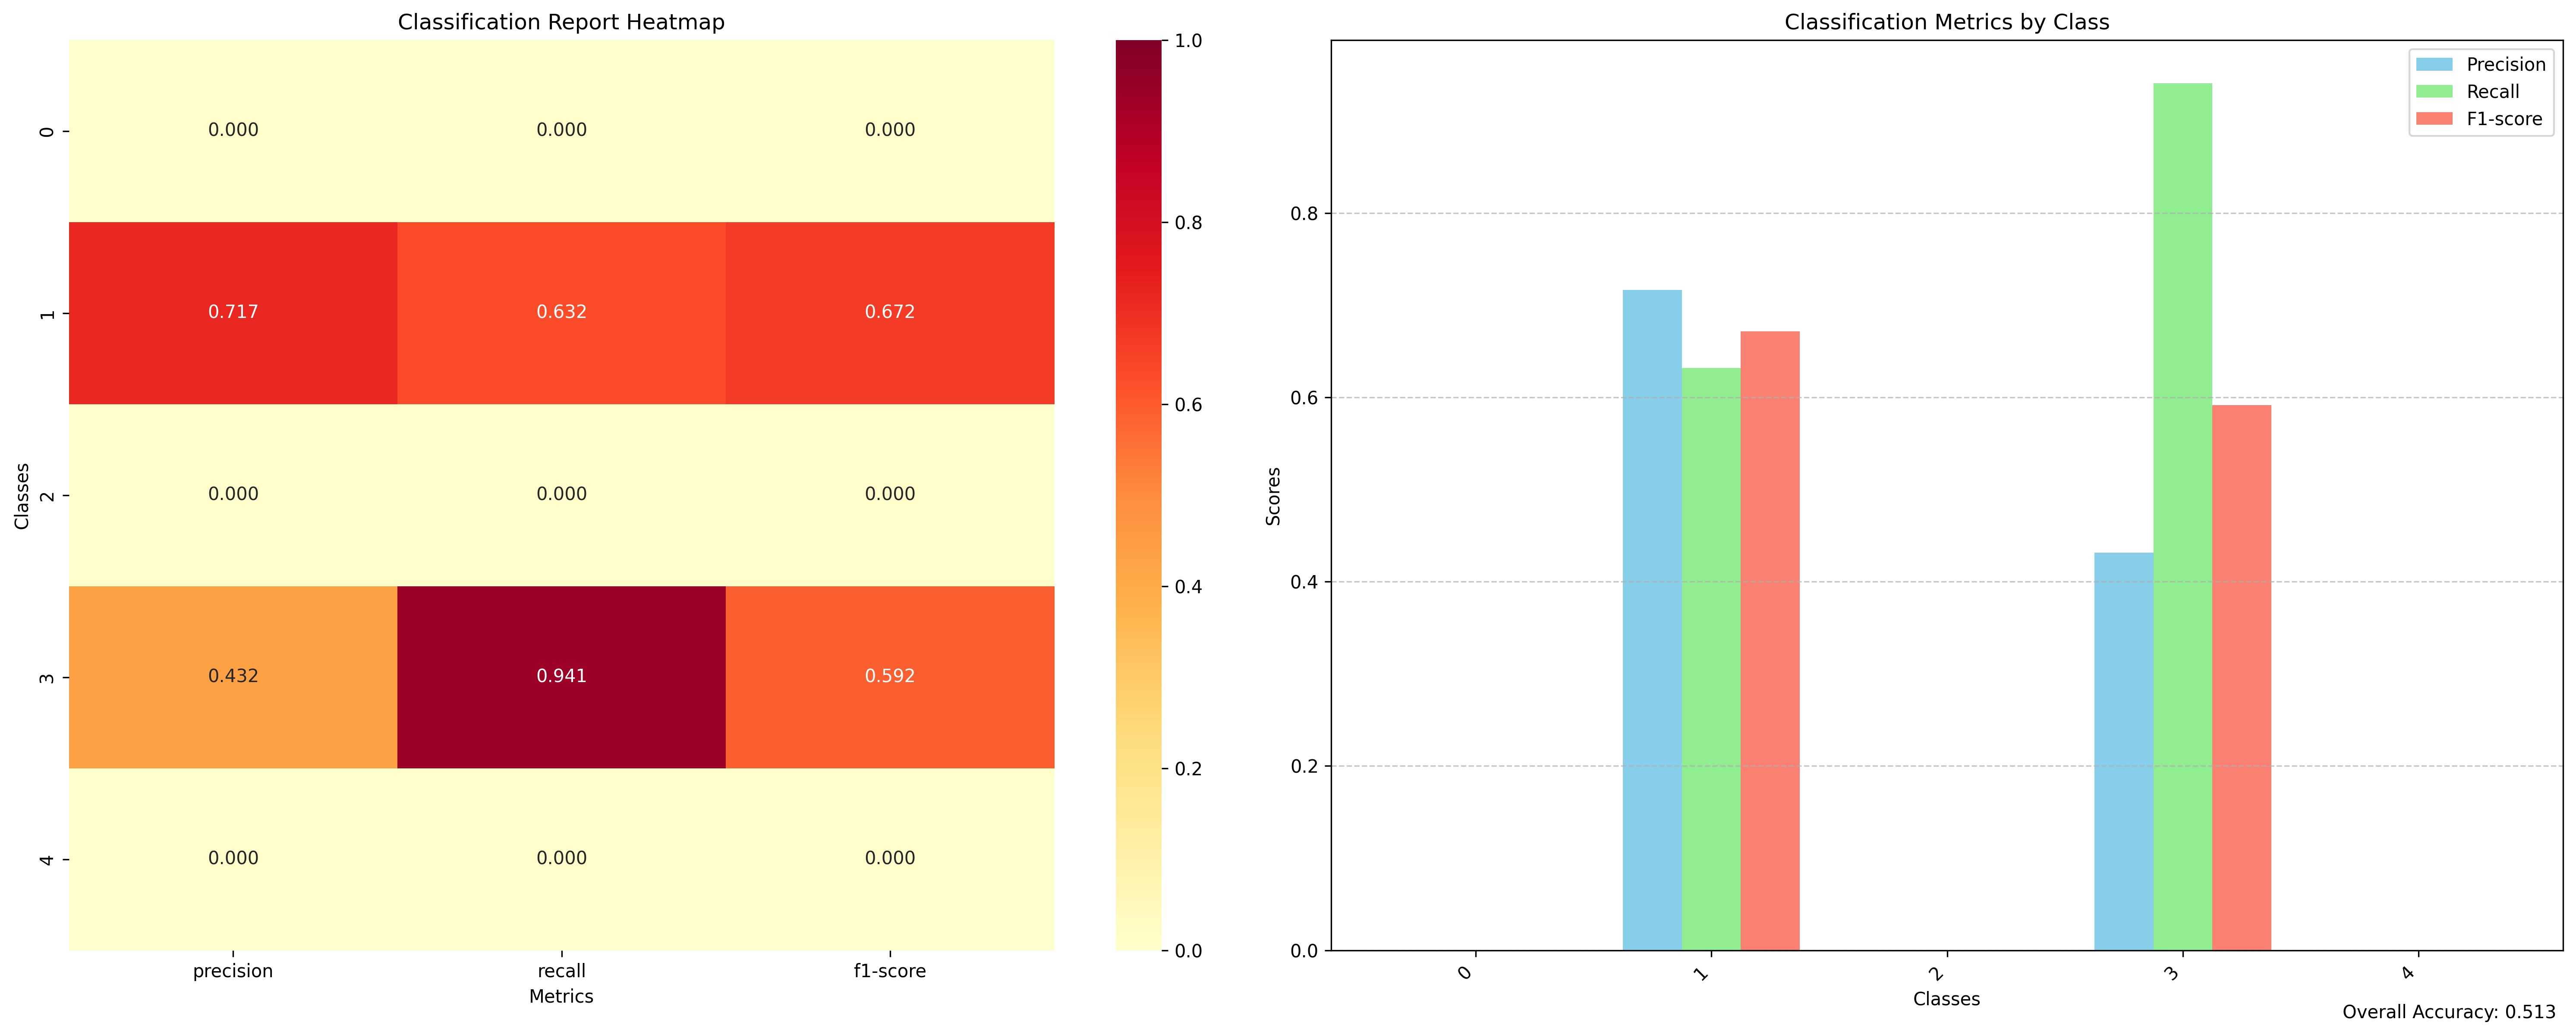 Classification Report Heatmap
Classes
0
1
2
3
4
0.000 0.000 0.000
0.717 0.632 0.672
0.000 0.000 0.000
0.432 0.941 0.592
0.000 0.000 0.000
precision recall f1-score
Metrics
1.0
0.8
0.6
0.4
0.2
0.0
Classification Metrics by Class
Precision
Recall
F1-score
Scores
0.8
0.6
0.4
0.2
0.0
0 1 2 3 4
Classes
Overall Accuracy: 0.513